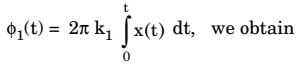 ϕ₁(t) = 2π k₁ ∫₀ᵗ x(t) dt, we obtain